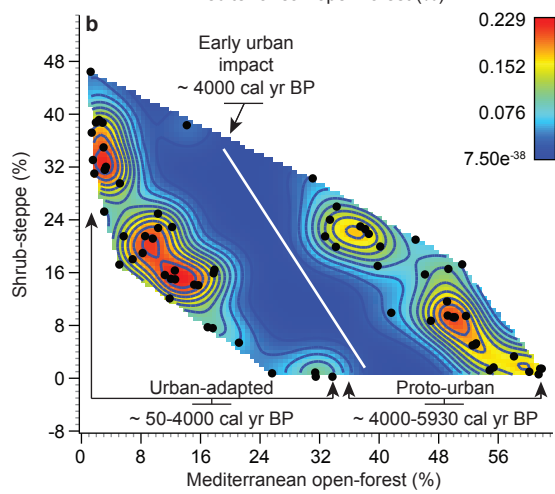 b
Early urban
impact
~ 4000 cal yr BP
0.229
0.152
0.076
7.50e-38
Shrub-steppe (%)
48
40
32
24
16
8
0
-8
Urban-adapted
~ 50-4000 cal yr BP
Proto-urban
~ 4000-5930 cal yr BP
0 8 16 24 32 40 48 56
Mediterranean open-forest (%)